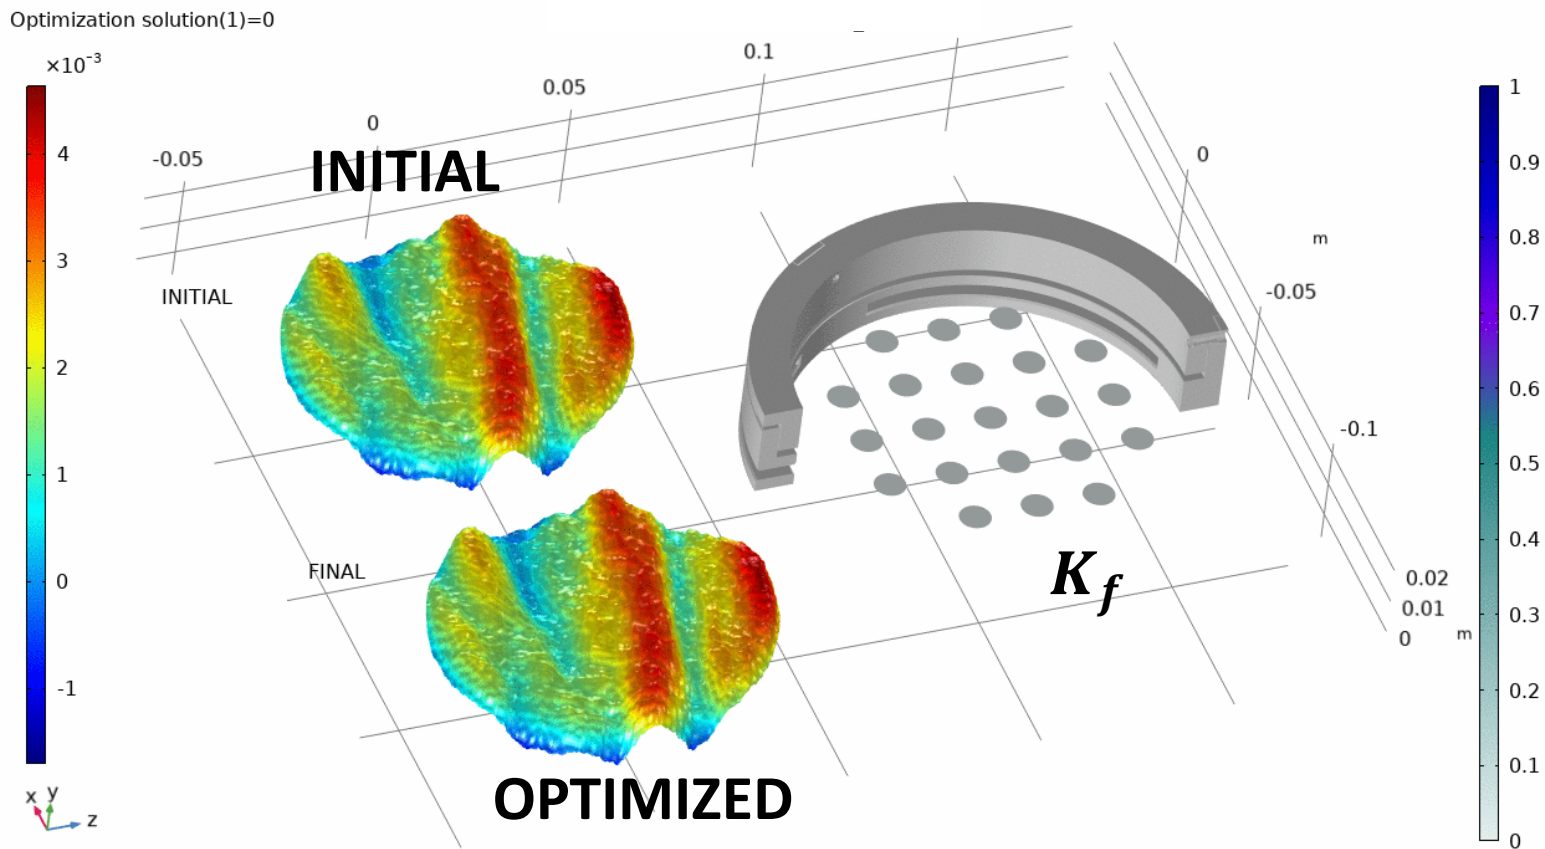 Optimization solution(1)=0
×10⁻³
4
3
2
1
0
-1
-0.05
0
0.05
0.1
INITIAL
INITIAL
FINAL
OPTIMIZED
K_f
0
m
-0.05
-0.1
0.02
0.01
0
m
1
0.9
0.8
0.7
0.6
0.5
0.4
0.3
0.2
0.1
0
x
y
z